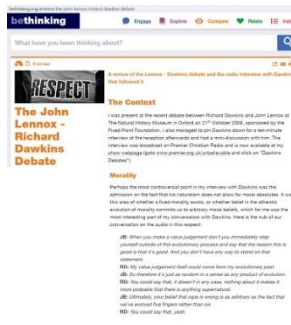 bethinking.org/atheism/the-john-lennox-richard-dawkins-debate
bethinking
Engage
Explore
Compare
Relate
What have you been thinking about?
RESPECT
The John
Lennox -
Richard
Dawkins
Debate
A review of the Lennox - Dawkins debate and the radio interview with Dawkins
that followed it
The Context
I was present at the recent debate between Richard Dawkins and John Lennox at
The Natural History Museum in Oxford on 21st October 2008, sponsored by the
Fixed Point Foundation. I also managed to pin Dawkins down for a ten-minute
interview at the reception afterwards and had a mini-discussion with him. The
interview was broadcast on Premier Christian Radio and is now available at my
show webpage (goto www.premier.org.uk/unbelievable and click on "Dawkins
Debates").
Morality
Perhaps the most controversial point in my interview with Dawkins was the
admission on the fact that his naturalism does not allow for moral absolutes. It was
this area of whether a fixed morality exists, or whether belief in the atheistic
evolution of morality commits us to arbitrary moral beliefs, which for me was the
most interesting part of my conversation with Dawkins. Here is the nub of our
conversation on the audio in this respect:
JB: When you make a value judgement don't you immediately step
yourself outside of this evolutionary process and say that the reason this is
good is that it's good. And you don't have any way to stand on that
statement.
RD: My value judgement itself could come from my evolutionary past.
JB: So therefore it's just as random in a sense as any product of evolution.
RD: You could say that, it doesn't in any case, nothing about it makes it
more probable that there is anything supernatural.
JB: Ultimately, your belief that rape is wrong is as arbitrary as the fact that
we've evolved five fingers rather than six.
RD: You could say that, yeah.